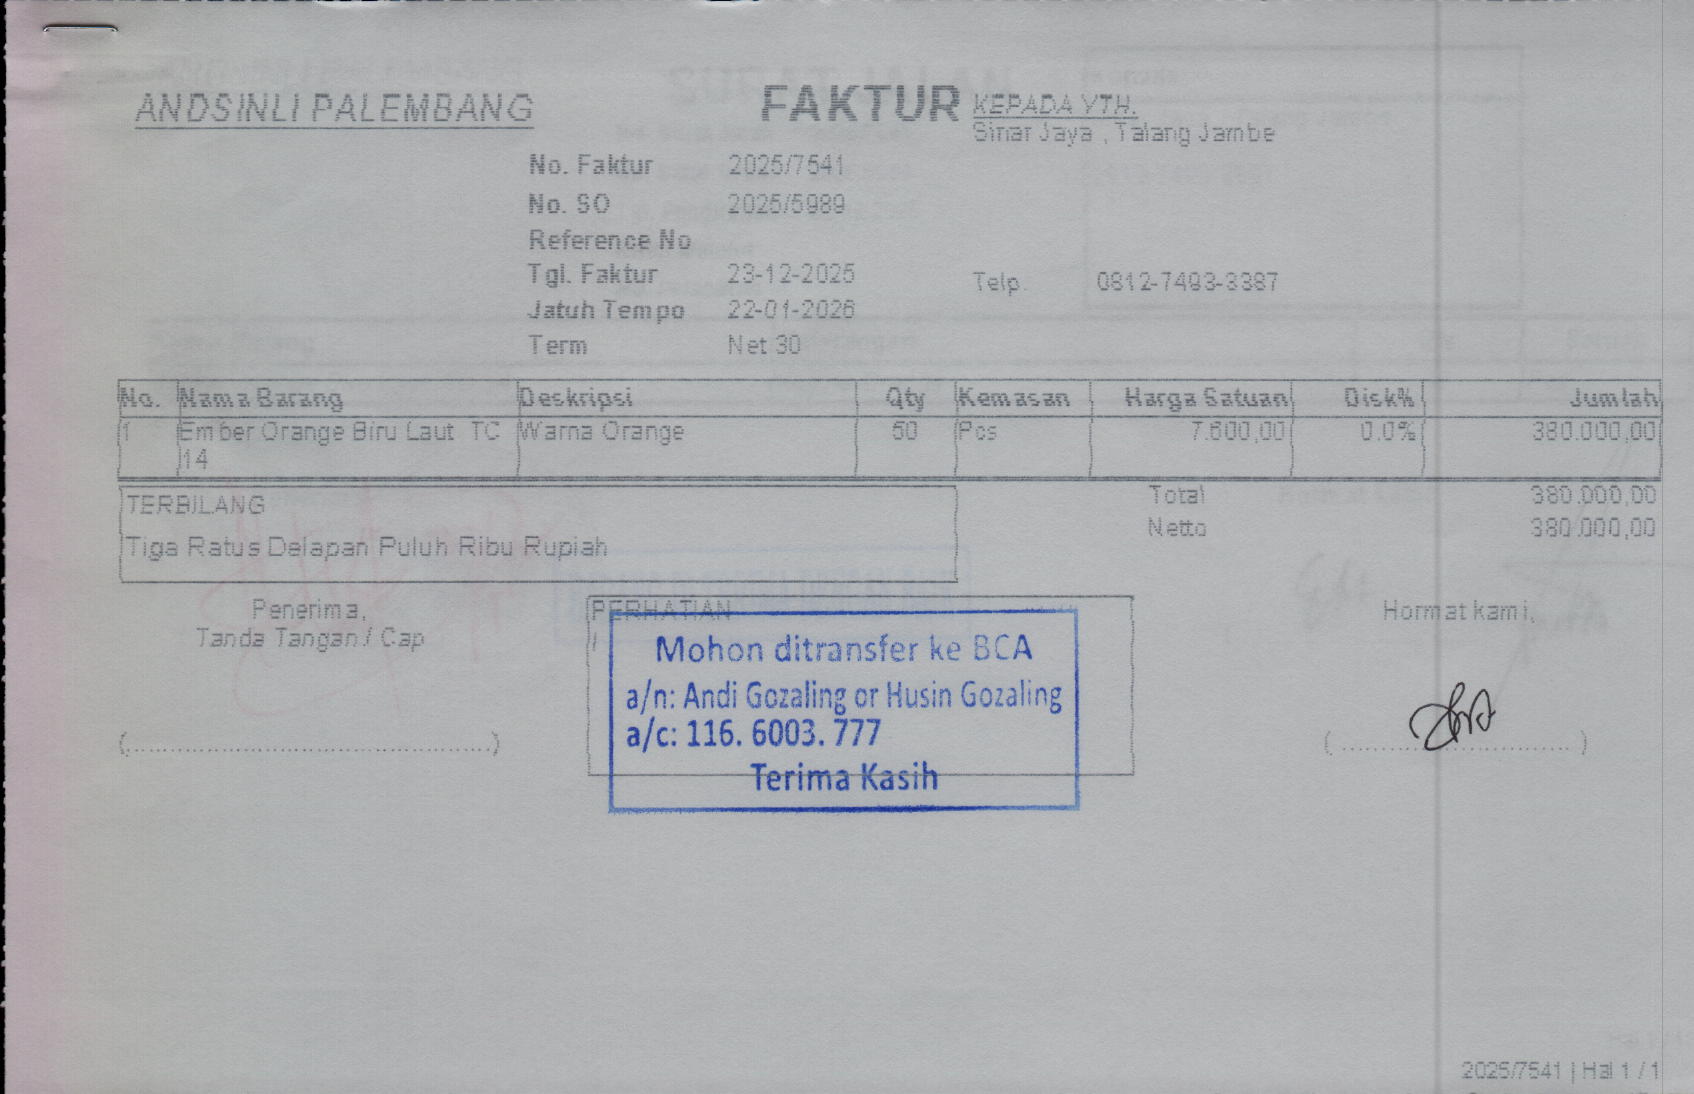 ANDSINLI PALEMBANG
FAKTUR
KEPADA YTH.
Sinar Jaya , Talang Jambe
No. Faktur 2025/7541
No. SO 2025/5989
Reference No
Tgl. Faktur 23-12-2025
Telp. 0812-7493-3387
Jatuh Tempo 22-01-2026
Term Net 30
No. Nama Barang Deskripsi Qty Kemasan Harga Satuan Disk% Jumlah
1 Ember Orange Biru Laut TC Warna Orange 50 Pcs 7.600,00 0.0% 380.000,00
14
TERBILANG
Total 380.000,00
Netto 380.000,00
Tiga Ratus Delapan Puluh Ribu Rupiah
Penerima,
Tanda Tangan / Cap
PERHATIAN
Hormat kami,
Mohon ditransfer ke BCA
a/n: Andi Gozaling or Husin Gozaling
a/c: 116. 6003. 777
Terima Kasih
(..........................................)
( .............................. )
2025/7541 | Hal 1 / 1